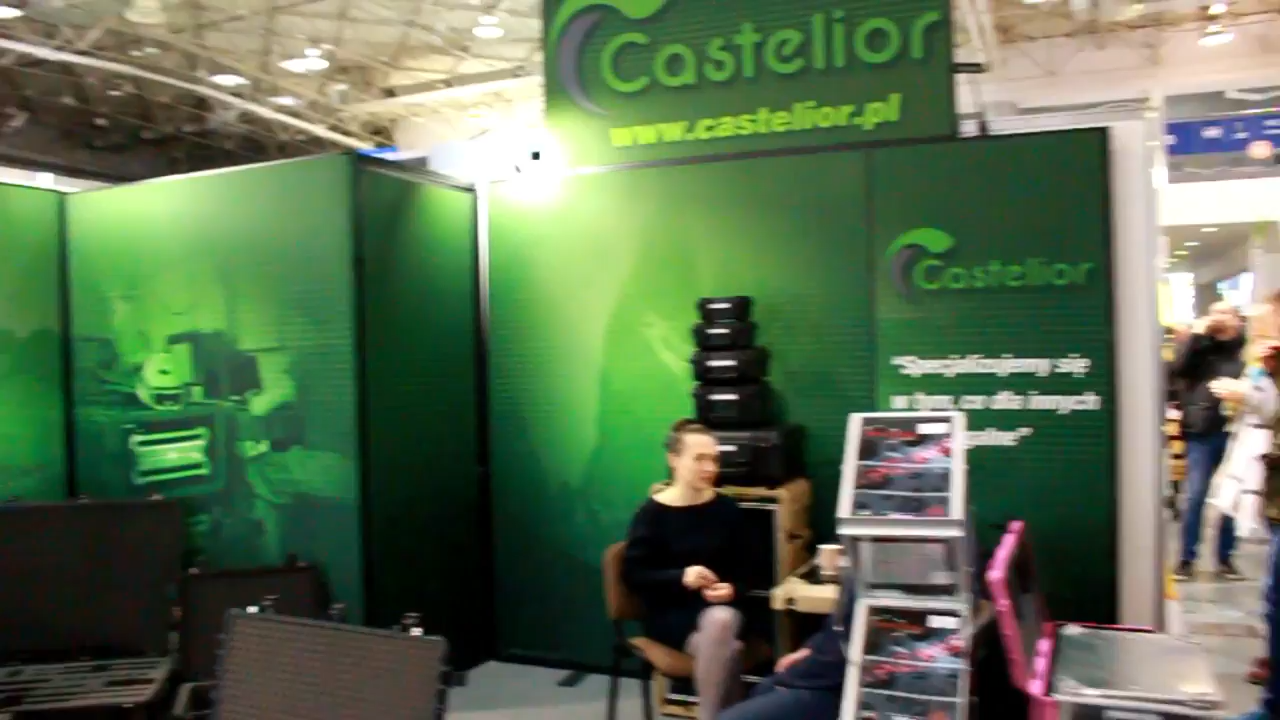 Castelior
www.castelior.pl
Castelior
"Specjalizujemy się
w tym, co dla innych